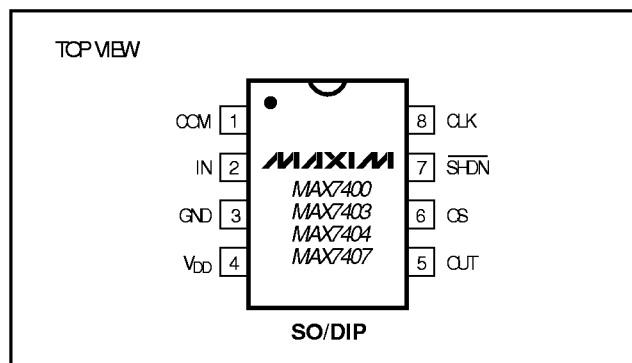 TOP VIEW
COM 1
8 CLK
IN 2
MAXIM
7 SHDN
MAX7400
GND 3
MAX7403
6 OS
MAX7404
VDD 4
MAX7407
5 OUT
SO/DIP